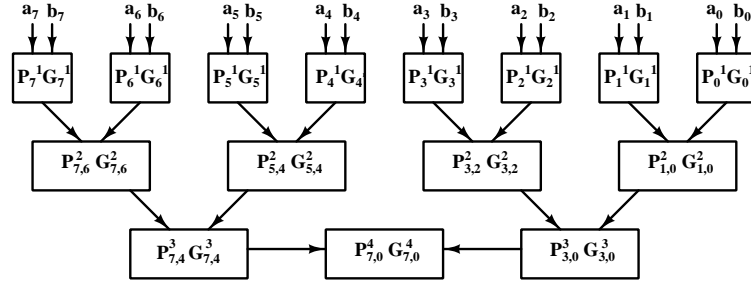 a₇ b₇ a₆ b₆ a₅ b₅ a₄ b₄ a₃ b₃ a₂ b₂ a₁ b₁ a₀ b₀
P₇¹G₇¹ P₆¹G₆¹ P₅¹G₅¹ P₄¹G₄¹ P₃¹G₃¹ P₂¹G₂¹ P₁¹G₁¹ P₀¹G₀¹
P²₇,₆ G²₇,₆ P²₅,₄ G²₅,₄ P²₃,₂ G²₃,₂ P²₁,₀ G²₁,₀
P³₇,₄ G³₇,₄ P⁴₇,₀ G⁴₇,₀ P³₃,₀ G³₃,₀